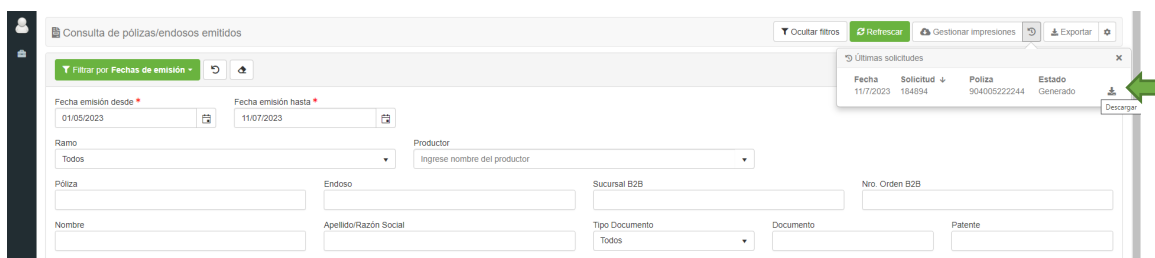 Consulta de pólizas/endosos emitidos
Ocultar filtros
Refrescar
Gestionar impresiones
Exportar
Últimas solicitudes
Fecha Solicitud Poliza Estado
11/7/2023 184894 904005222244 Generado
Descargar
Filtrar por Fechas de emisión
Fecha emisión desde * Fecha emisión hasta *
01/05/2023 11/07/2023
Ramo Productor
Todos Ingrese nombre del productor
Póliza Endoso Sucursal B2B Nro. Orden B2B
Nombre Apellido/Razón Social Tipo Documento Documento Patente
Todos